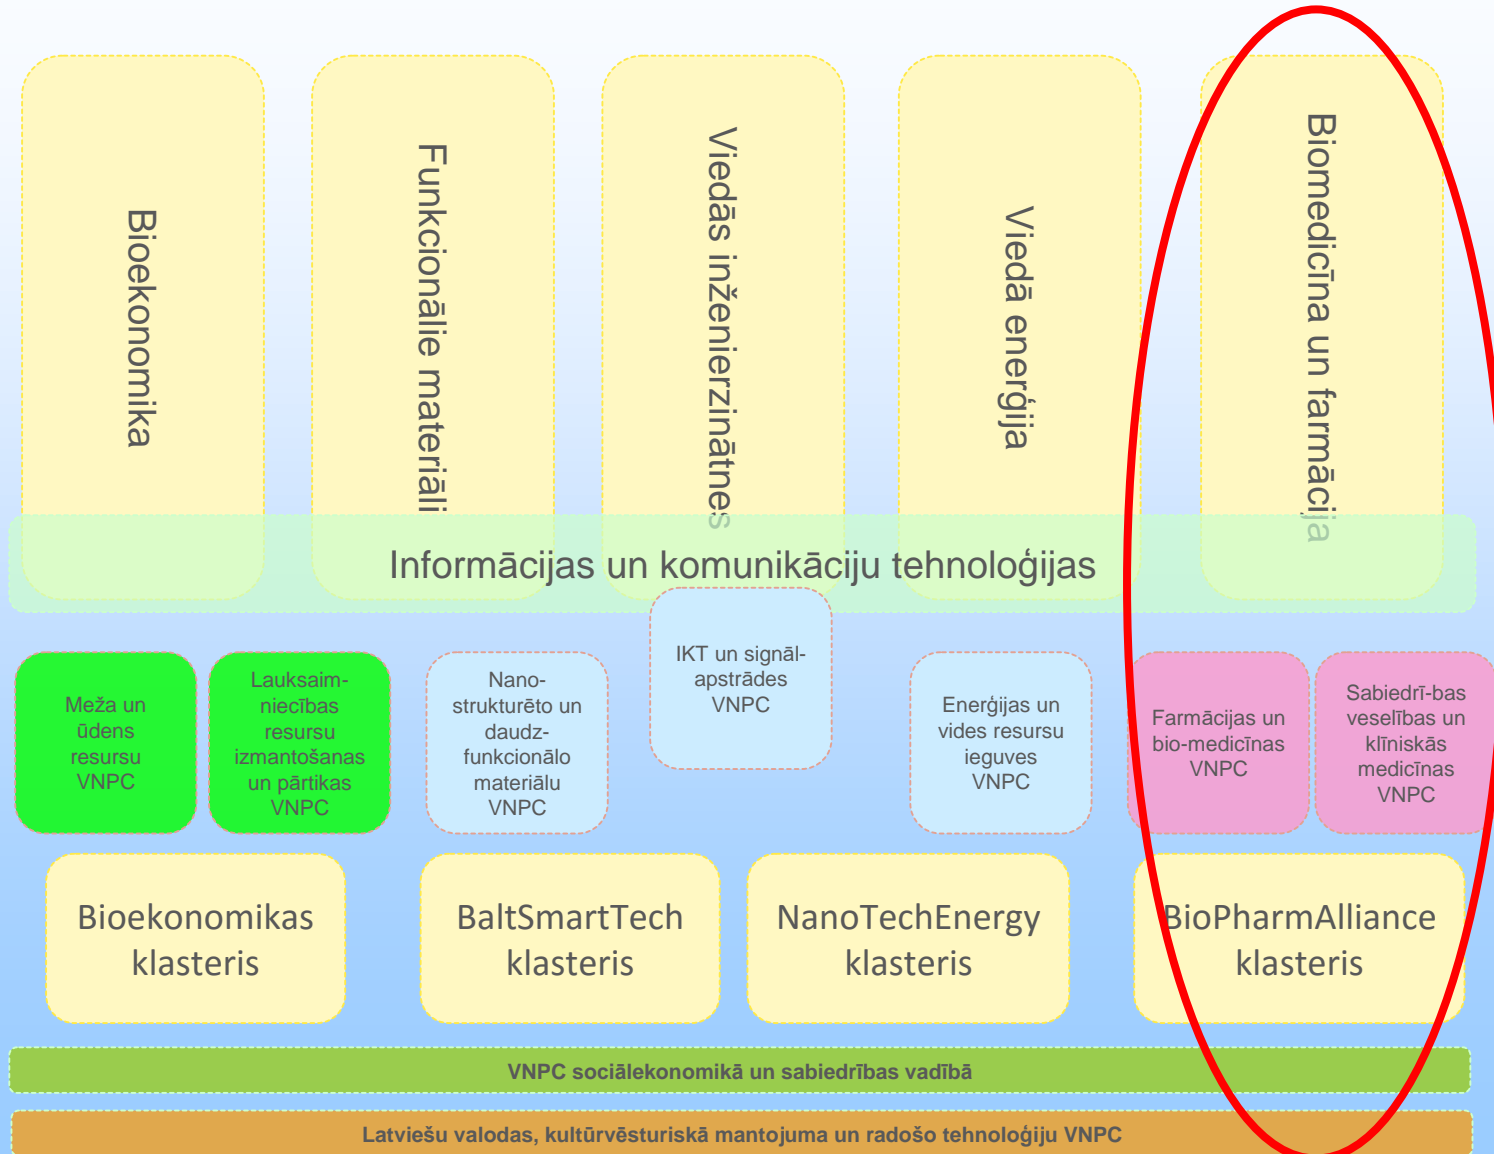 Bioekonomika
Funkcionālie materiāli
Viedās inženierzinātnes
Viedā enerģija
Biomedicīna un farmācija
Informācijas un komunikāciju tehnoloģijas
Meža un
ūdens
resursu
VNPC
Lauksaim-
niecības
resursu
izmantošanas
un pārtikas
VNPC
Nano-
strukturēto un
daudz-
funkcionālo
materiālu
VNPC
IKT un signāl-
apstrādes
VNPC
Enerģijas un
vides resursu
ieguves
VNPC
Farmācijas un
bio-medicīnas
VNPC
Sabiedrī-bas
veselības un
klīniskās
medicīnas
VNPC
Bioekonomikas
klasteris
BaltSmartTech
klasteris
NanoTechEnergy
klasteris
BioPharmAlliance
klasteris
VNPC sociālekonomikā un sabiedrības vadībā
Latviešu valodas, kultūrvēsturiskā mantojuma un radošo tehnoloģiju VNPC